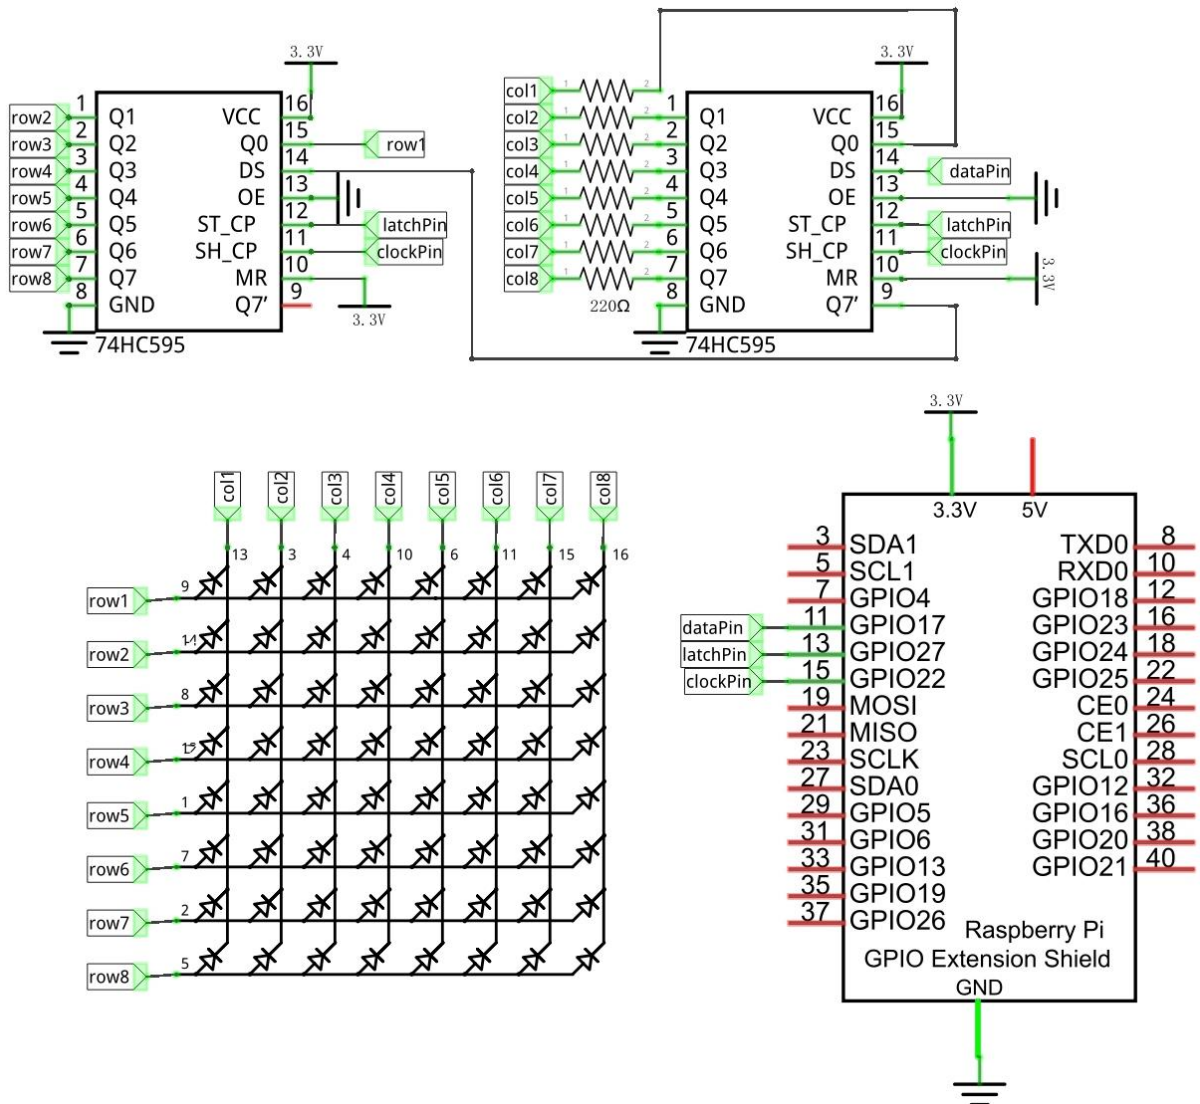 3.3V
row2 1 Q1 VCC 16
row3 2 Q2 Q0 15 row1
row4 3 Q3 DS 14
row5 4 Q4 OE 13
row6 5 Q5 ST_CP 12 latchPin
row7 6 Q6 SH_CP 11 clockPin
row8 7 Q7 MR 10
8 GND Q7' 9
3.3V
74HC595
3.3V
col1 1 2
col2 1 2 1 Q1 VCC 16
col3 1 2 2 Q2 Q0 15
col4 1 2 3 Q3 DS 14 dataPin
col5 1 2 4 Q4 OE 13
col6 1 2 5 Q5 ST_CP 12 latchPin
col7 1 2 6 Q6 SH_CP 11 clockPin
col8 1 2 7 Q7 MR 10 3.3V
220Ω 8 GND Q7' 9
74HC595
col1 col2 col3 col4 col5 col6 col7 col8
13 3 4 10 6 11 15 16
row1 9
row2 14
row3 8
row4 12
row5 1
row6 7
row7 2
row8 5
3.3V
3.3V 5V
3 SDA1 TXD0 8
5 SCL1 RXD0 10
7 GPIO4 GPIO18 12
dataPin 11 GPIO17 GPIO23 16
latchPin 13 GPIO27 GPIO24 18
clockPin 15 GPIO22 GPIO25 22
19 MOSI CE0 24
21 MISO CE1 26
23 SCLK SCL0 28
27 SDA0 GPIO12 32
29 GPIO5 GPIO16 36
31 GPIO6 GPIO20 38
33 GPIO13 GPIO21 40
35 GPIO19
37 GPIO26
Raspberry Pi
GPIO Extension Shield
GND